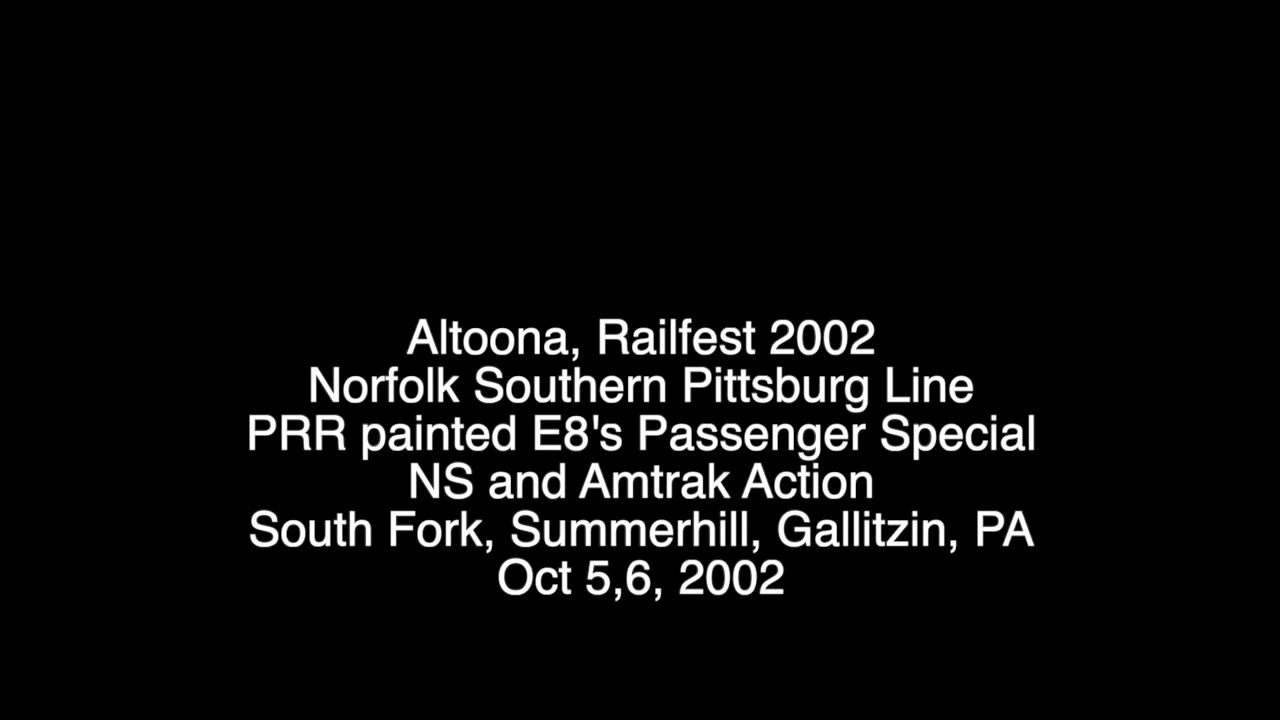 Altoona, Railfest 2002
Norfolk Southern Pittsburg Line
PRR painted E8's Passenger Special
NS and Amtrak Action
South Fork, Summerhill, Gallitzin, PA
Oct 5,6, 2002